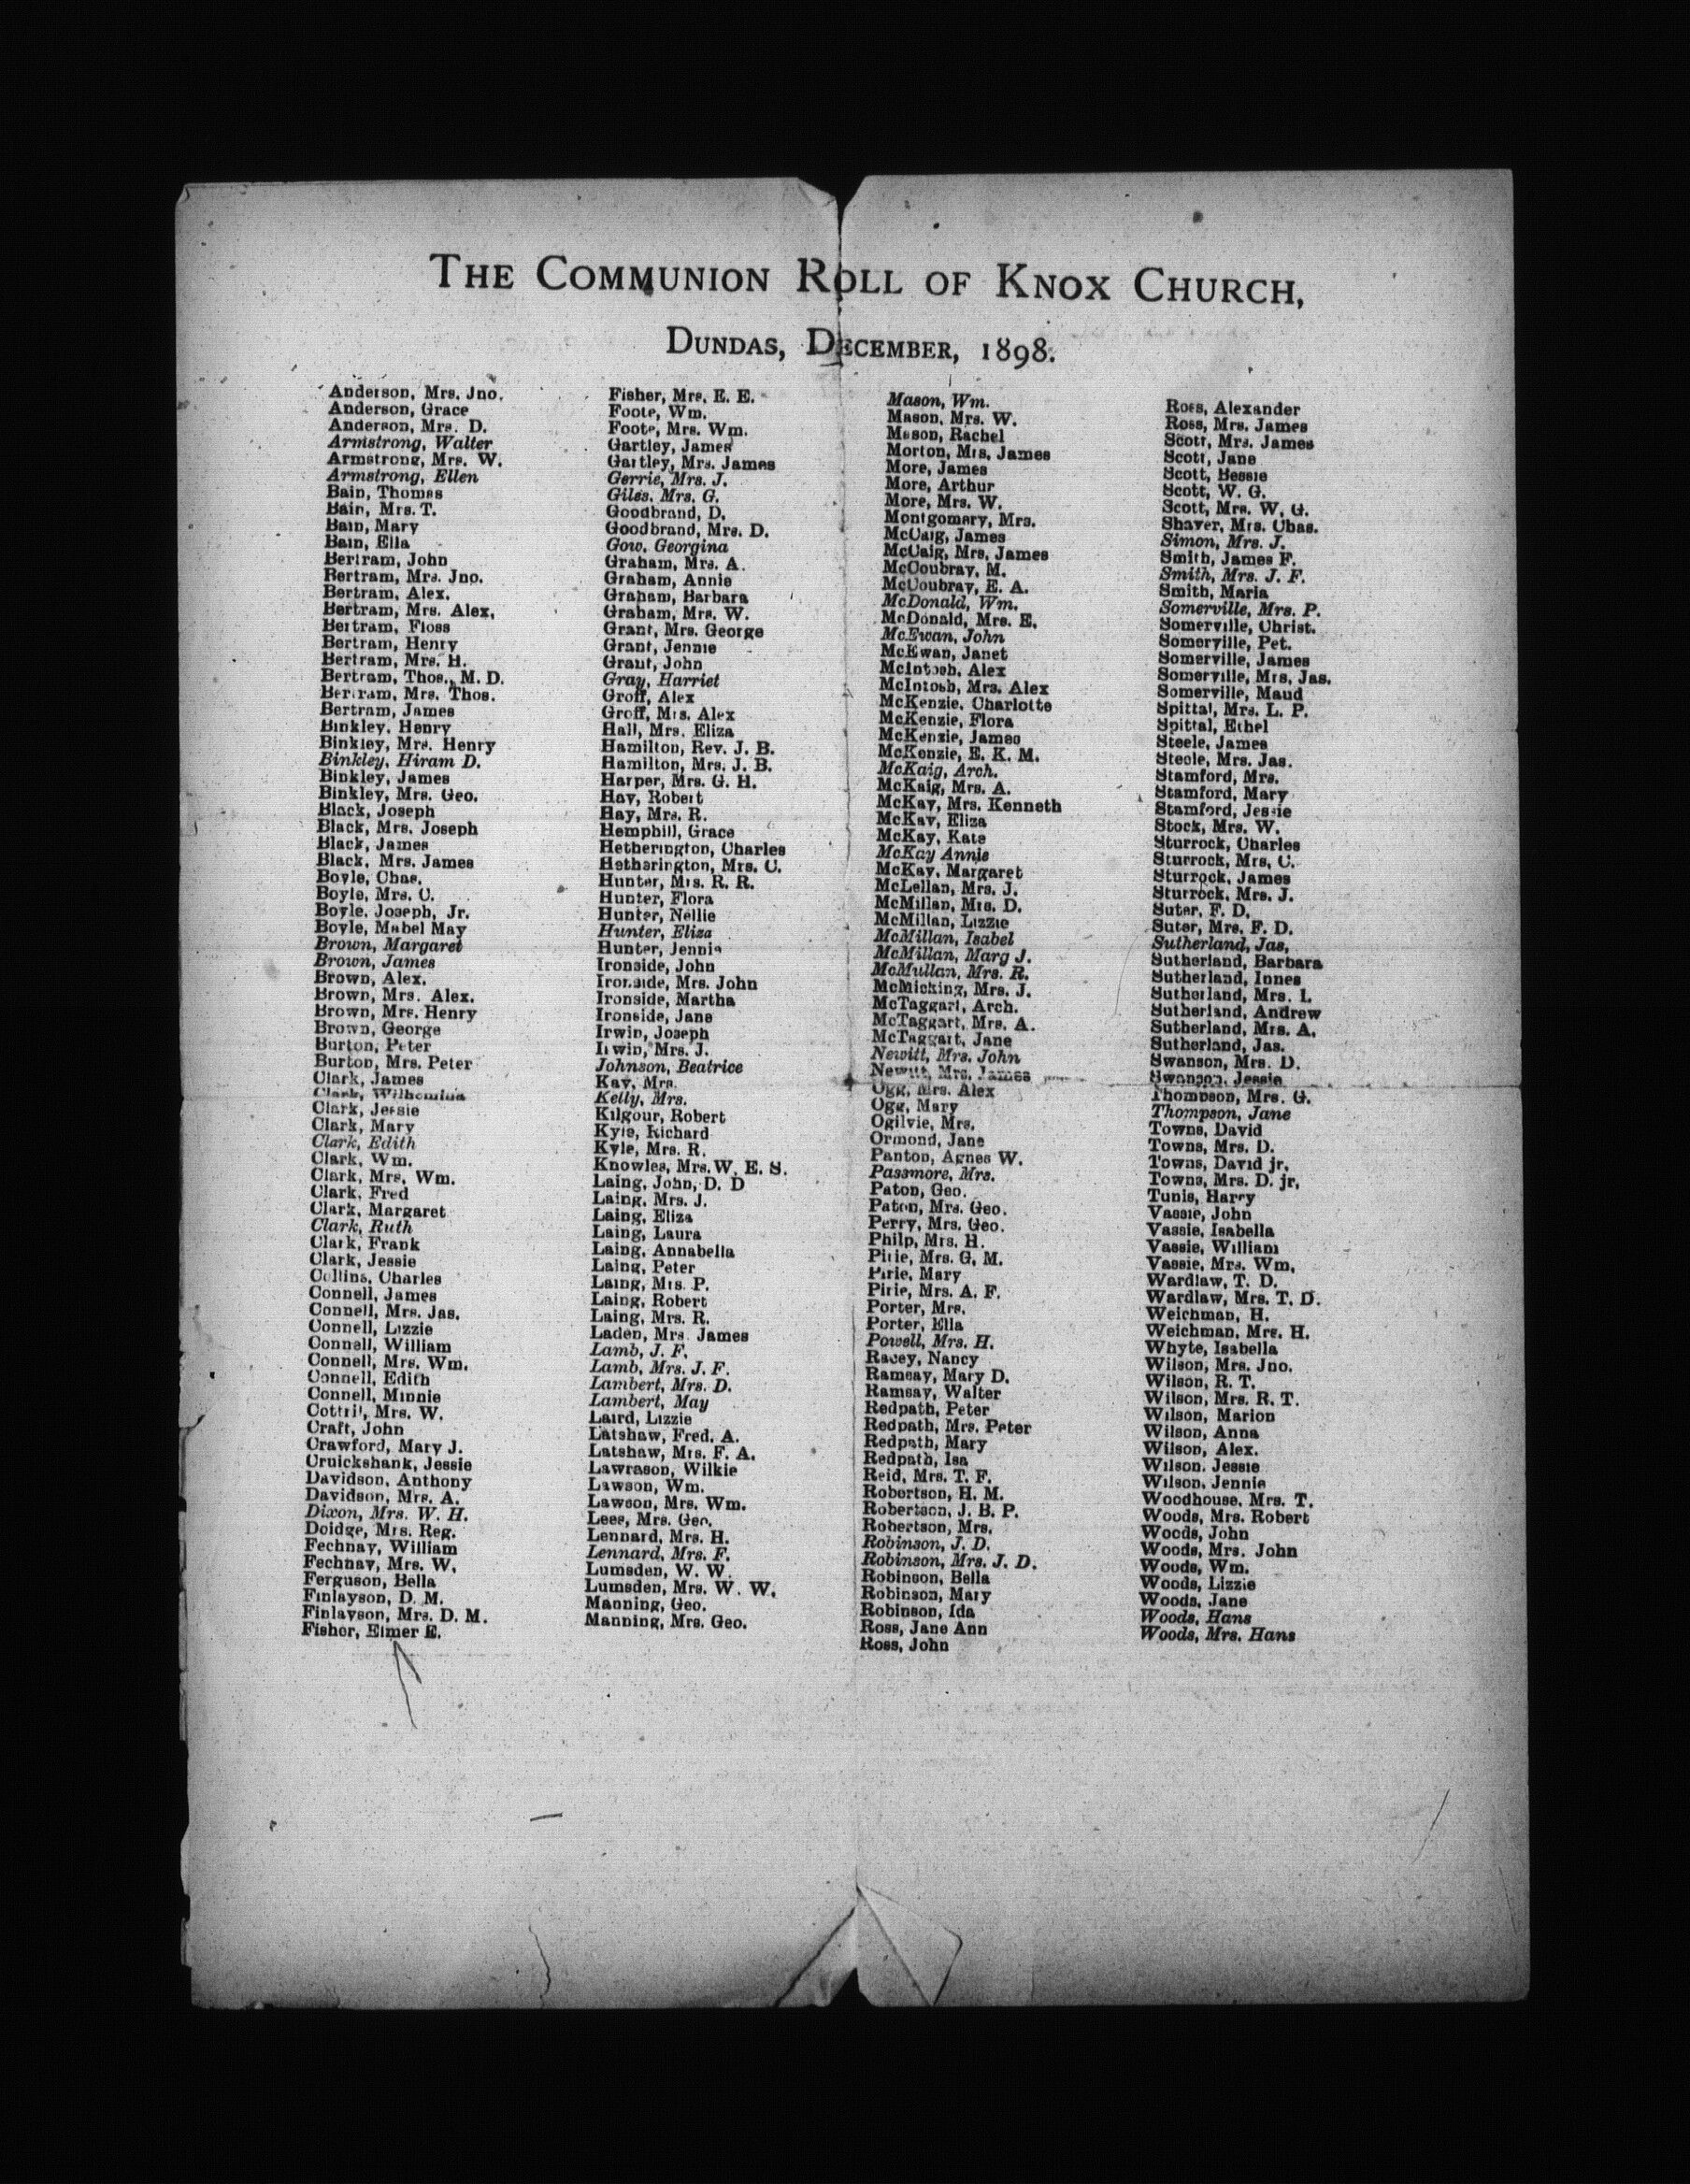 THE COMMUNION ROLL OF KNOX CHURCH,
DUNDAS, DECEMBER, 1898.
Anderson, Mrs. Jno.
Anderson, Grace
Anderson, Mrs. D.
Armstrong, Walter
Armstrong, Mrs. W.
Armstrong, Ellen
Bain, Thomas
Bain, Mrs. T.
Bain, Mary
Bain, Ella
Bertram, John
Bertram, Mrs. Jno.
Bertram, Alex.
Bertram, Mrs. Alex.
Bertram, Floss
Bertram, Henry
Bertram, Mrs. H.
Bertram, Thos., M. D.
Bertram, Mrs. Thos.
Bertram, James
Binkley, Henry
Binkley, Mrs. Henry
Binkley, Hiram D.
Binkley, James
Binkley, Mrs. Geo.
Black, Joseph
Black, Mrs. Joseph
Black, James
Black, Mrs. James
Boyle, Chas.
Boyle, Mrs. C.
Boyle, Joseph, Jr.
Boyle, Mabel May
Brown, Margaret
Brown, James
Brown, Alex.
Brown, Mrs. Alex.
Brown, Mrs. Henry
Brown, George
Burton, Peter
Burton, Mrs. Peter
Clark, James
Clark, Wilhemina
Clark, Jessie
Clark, Mary
Clark, Edith
Clark, Wm.
Clark, Mrs. Wm.
Clark, Fred
Clark, Margaret
Clark, Ruth
Clark, Frank
Clark, Jessie
Collins, Charles
Connell, James
Connell, Mrs. Jas.
Connell, Lizzie
Connell, William
Connell, Mrs. Wm.
Connell, Edith
Connell, Minnie
Cottril, Mrs. W.
Craft, John
Crawford, Mary J.
Cruickshank, Jessie
Davidson, Anthony
Davidson, Mrs. A.
Dixon, Mrs. W. H.
Doidge, Mrs. Reg.
Fechnay, William
Fechnay, Mrs. W.
Ferguson, Bella
Finlayson, D. M.
Finlayson, Mrs. D. M.
Fisher, Elmer E.
Fisher, Mrs. E. E.
Foote, Wm.
Foote, Mrs. Wm.
Gartley, James
Gartley, Mrs. James
Gerrie, Mrs. J.
Giles, Mrs. G.
Goodbrand, D.
Goodbrand, Mrs. D.
Gow, Georgina
Graham, Mrs. A.
Graham, Annie
Graham, Barbara
Graham, Mrs. W.
Grant, Mrs. George
Grant, Jennie
Grant, John
Gray, Harriet
Groff, Alex
Groff, Mrs. Alex
Hall, Mrs. Eliza
Hamilton, Rev. J. B.
Hamilton, Mrs. J. B.
Harper, Mrs. G. H.
Hay, Robert
Hay, Mrs. R.
Hemphill, Grace
Hetherington, Charles
Hetherington, Mrs. C.
Hunter, Mrs. R. R.
Hunter, Flora
Hunter, Nellie
Hunter, Eliza
Hunter, Jennie
Ironside, John
Ironside, Mrs. John
Ironside, Martha
Ironside, Jane
Irwin, Joseph
Irwin, Mrs. J.
Johnson, Beatrice
Kay, Mrs.
Kelly, Mrs.
Kilgour, Robert
Kyle, Richard
Kyle, Mrs. R.
Knowles, Mrs. W. E. S.
Laing, John, D. D
Laing, Mrs. J.
Laing, Eliza
Laing, Laura
Laing, Annabella
Laing, Peter
Laing, Mrs. P.
Laing, Robert
Laing, Mrs. R.
Laden, Mrs. James
Lamb, J. F.
Lamb, Mrs. J. F.
Lambert, Mrs. D.
Lambert, May
Laird, Lizzie
Latshaw, Fred. A.
Latshaw, Mrs. F. A.
Lawrason, Wilkie
Lawson, Wm.
Lawson, Mrs. Wm.
Lees, Mrs. Geo.
Lennard, Mrs. H.
Lennard, Mrs. F.
Lumsden, W. W.
Lumsden, Mrs. W. W.
Manning, Geo.
Manning, Mrs. Geo.
Mason, Wm.
Mason, Mrs. W.
Mason, Rachel
Morton, Mrs. James
More, James
More, Arthur
More, Mrs. W.
Montgomery, Mrs.
McCaig, James
McCaig, Mrs. James
McCoubray, M.
McCoubray, E. A.
McDonald, Wm.
McDonald, Mrs. E.
McEwan, John
McEwan, Janet
McIntosh, Alex
McIntosh, Mrs. Alex
McKenzie, Charlotte
McKenzie, Flora
McKenzie, James
McKenzie, E. K. M.
McKaig, Arch.
McKaig, Mrs. A.
McKay, Mrs. Kenneth
McKay, Eliza
McKay, Kate
McKay Annie
McKay, Margaret
McLellan, Mrs. J.
McMillan, Mrs. D.
McMillan, Lizzie
McMillan, Isabel
McMillan, Marg J.
McMullan, Mrs. R.
McMicking, Mrs. J.
McTaggart, Arch.
McTaggart, Mrs. A.
McTaggart, Jane
Newitt, Mrs. John
Newitt, Mrs. James
Ogg, Mrs. Alex
Ogg, Mary
Ogilvie, Mrs.
Ormond, Jane
Panton, Agnes W.
Passmore, Mrs.
Paton, Geo.
Paton, Mrs. Geo.
Perry, Mrs. Geo.
Philp, Mrs. H.
Pirie, Mrs. G. M.
Pirie, Mary
Pirie, Mrs. A. F.
Porter, Mrs.
Porter, Ella
Powell, Mrs. H.
Racey, Nancy
Ramsay, Mary D.
Ramsay, Walter
Redpath, Peter
Redpath, Mrs. Peter
Redpath, Mary
Redpath, Isa
Reid, Mrs. T. F.
Robertson, H. M.
Robertson, J. B. P.
Robertson, Mrs.
Robinson, J. D.
Robinson, Mrs. J. D.
Robinson, Bella
Robinson, Mary
Robinson, Ida
Ross, Jane Ann
Ross, John
Ross, Alexander
Ross, Mrs. James
Scott, Mrs. James
Scott, Jane
Scott, Bessie
Scott, W. G.
Scott, Mrs. W. G.
Shaver, Mrs. Chas.
Simon, Mrs. J.
Smith, James F.
Smith, Mrs. J. F.
Smith, Maria
Somerville, Mrs. P.
Somerville, Christ.
Somerville, Pet.
Somerville, James
Somerville, Mrs. Jas.
Somerville, Maud
Spittal, Mrs. L. P.
Spittal, Ethel
Steele, James
Steele, Mrs. Jas.
Stamford, Mrs.
Stamford, Mary
Stamford, Jessie
Stock, Mrs. W.
Sturrock, Charles
Sturrock, Mrs. C.
Sturrock, James
Sturrock, Mrs. J.
Suter, F. D.
Suter, Mrs. F. D.
Sutherland, Jas.
Sutherland, Barbara
Sutherland, Innes
Sutherland, Mrs. I.
Sutherland, Andrew
Sutherland, Mrs. A.
Sutherland, Jas.
Swanson, Mrs. D.
Swanson, Jessie
Thompson, Mrs. G.
Thompson, Jane
Towns, David
Towns, Mrs. D.
Towns, David jr.
Towns, Mrs. D. jr.
Tunis, Harry
Vassie, John
Vassie, Isabella
Vassie, William
Vassie, Mrs. Wm.
Wardlaw, T. D.
Wardlaw, Mrs. T. D.
Weichman, H.
Weichman, Mrs. H.
Whyte, Isabella
Wilson, Mrs. Jno.
Wilson, R. T.
Wilson, Mrs. R. T.
Wilson, Marion
Wilson, Anna
Wilson, Alex.
Wilson, Jessie
Wilson, Jennie
Woodhouse, Mrs. T.
Woods, Mrs. Robert
Woods, John
Woods, Mrs. John
Woods, Wm.
Woods, Lizzie
Woods, Jane
Woods, Hans
Woods, Mrs. Hans